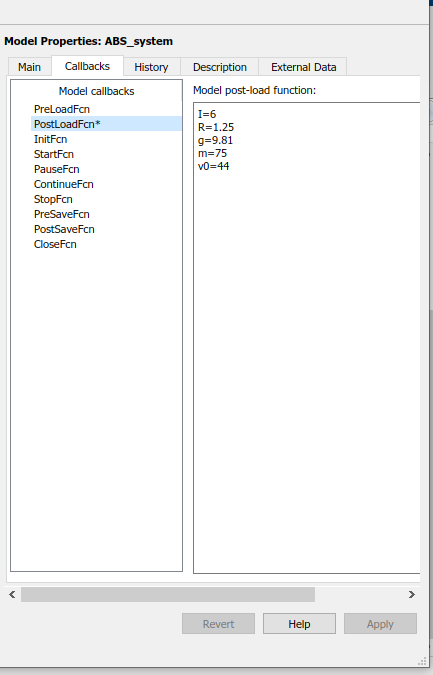 Model Properties: ABS_system
Main Callbacks History Description External Data
Model callbacks
PreLoadFcn
PostLoadFcn*
InitFcn
StartFcn
PauseFcn
ContinueFcn
StopFcn
PreSaveFcn
PostSaveFcn
CloseFcn
Model post-load function:
I=6
R=1.25
g=9.81
m=75
v0=44
Revert Help Apply